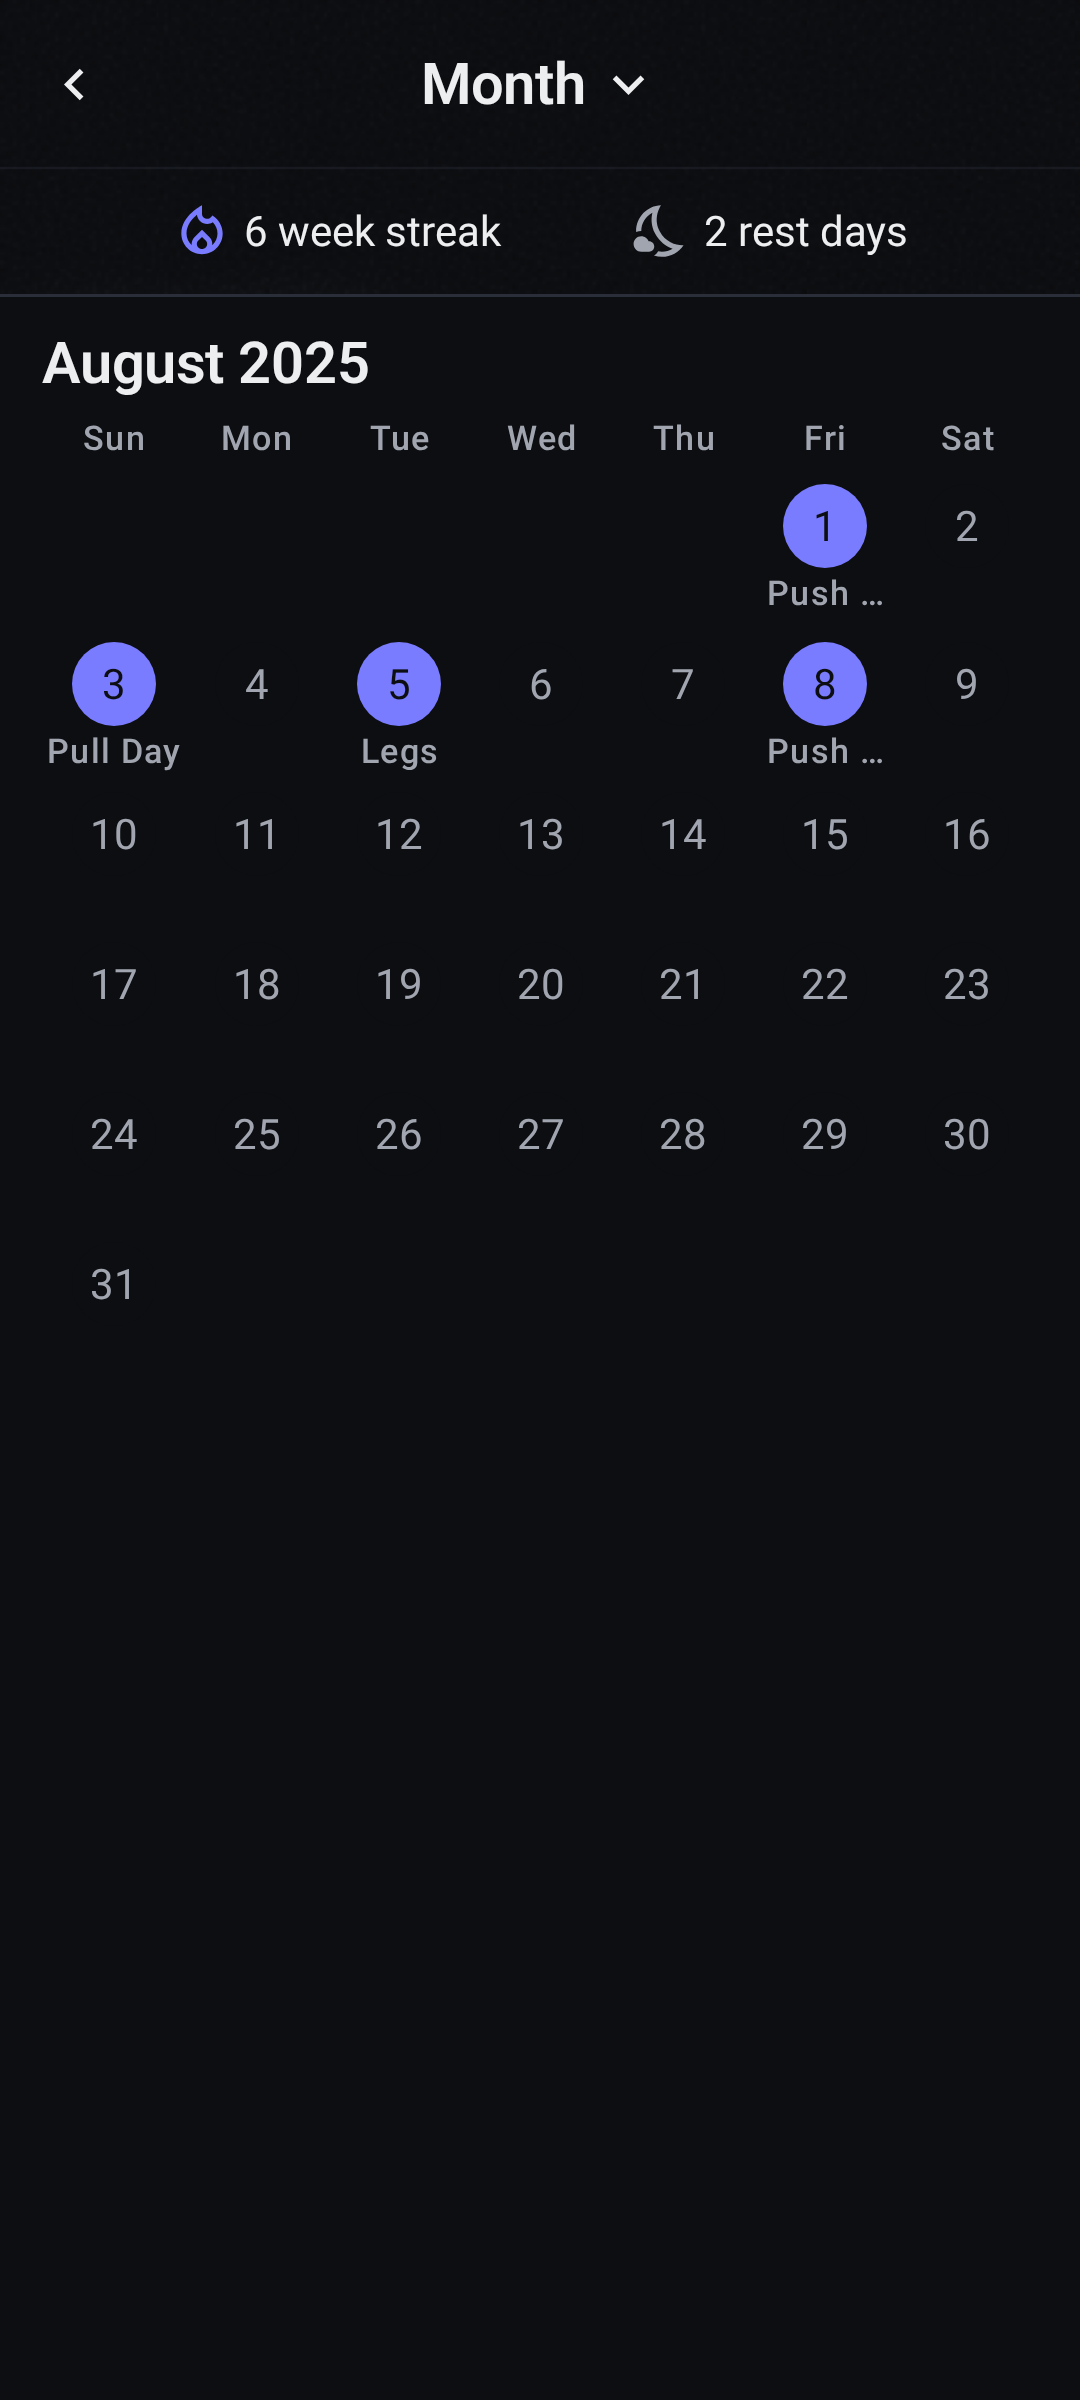 Month
6 week streak 2 rest days
August 2025
Sun Mon Tue Wed Thu Fri Sat
1 2
Push ...
3 4 5 6 7 8 9
Pull Day Legs Push ...
10 11 12 13 14 15 16
17 18 19 20 21 22 23
24 25 26 27 28 29 30
31